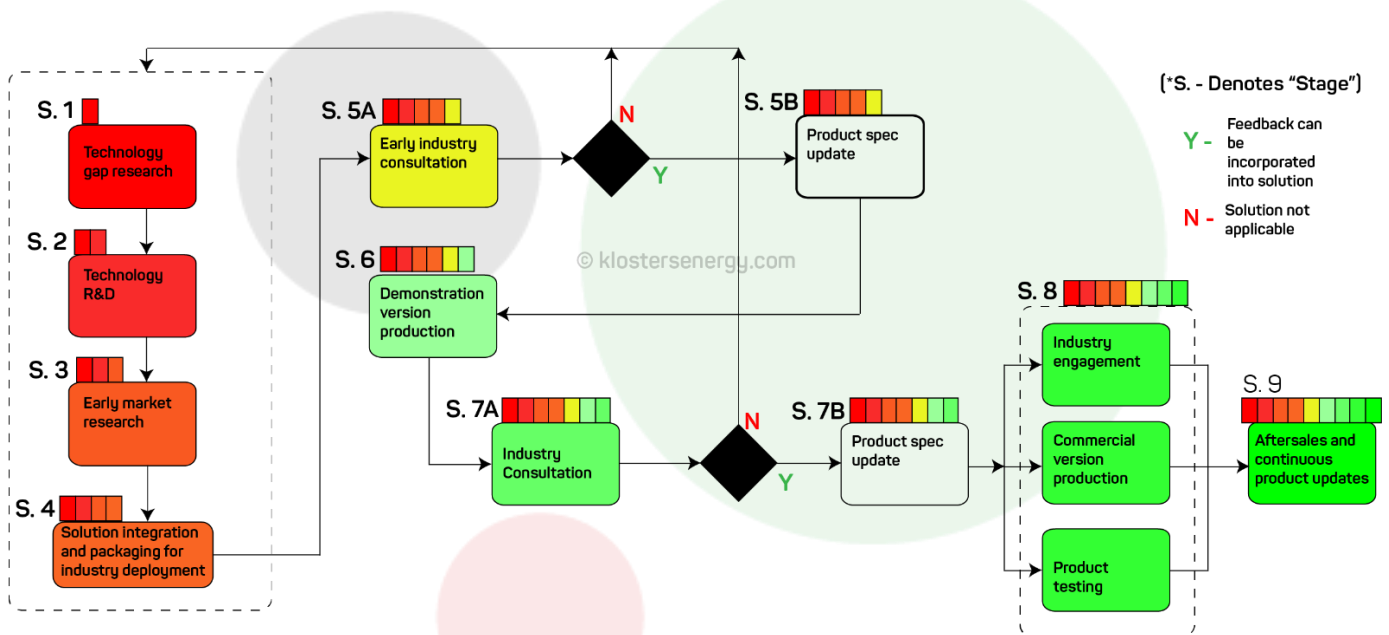 S. 1
Technology
gap research
S. 2
Technology
R&D
S. 3
Early market
research
S. 4
Solution integration
and packaging for
industry deployment
S. 5A
Early industry
consultation
N
Y
S. 5B
Product spec
update
S. 6
Demonstration
version
production
© klostersenergy.com
S. 7A
Industry
Consultation
N
Y
S. 7B
Product spec
update
S. 8
Industry
engagement
Commercial
version
production
Product
testing
S. 9
Aftersales and
continuous
product updates
(*S. - Denotes “Stage”)
Y - Feedback can
be
incorporated
into solution
N - Solution not
applicable